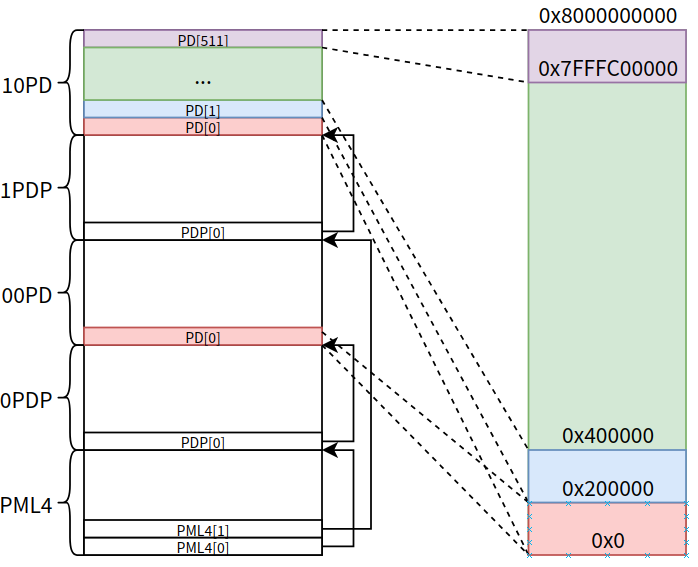 0x8000000000
PD[511]
0x7FFFC00000
...
10PD
PD[1]
PD[0]
1PDP
PDP[0]
00PD
PD[0]
0PDP
0x400000
PDP[0]
0x200000
PML4
PML4[1]
0x0
PML4[0]